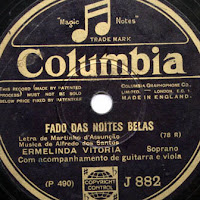 Magic Notes
TRADE MARK
Columbia
THIS RECORD MADE BY PATENTED
PROCESS MUST NOT BE SOLD
BELOW PRICE FIXED BY PATENTEES
COLUMBIA GRAPHOPHONE CO.
LTD. LONDON
MADE IN ENGLAND.
FADO DAS NOITES BELAS
Letra de Martinho d'Assunção (78 R)
Musica de Alfredo dos Santos
ERMELINDA VITORIA Soprano
Com acompanhamento de guitarra e viola
(P 490)
COPYRIGHT
CONTROL
J 882